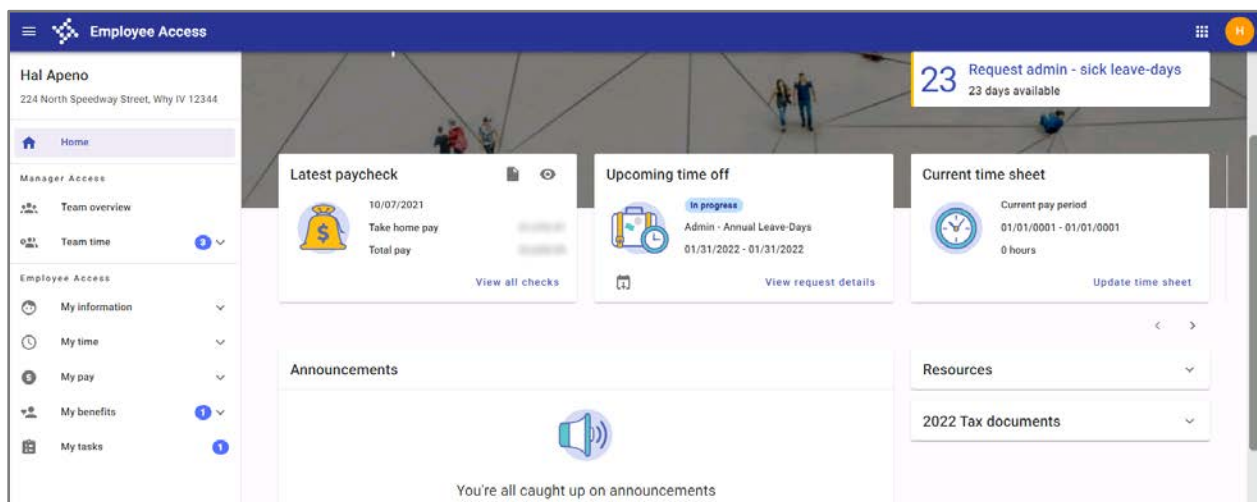 Employee Access
H
Hal Apeno
224 North Speedway Street, Why IV 12344
Home
Manager Access
Team overview
Team time 3
Employee Access
My information
My time
My pay
My benefits 1
My tasks 1
23 Request admin - sick leave-days
23 days available
Latest paycheck
10/07/2021
Take home pay
Total pay
View all checks
Upcoming time off
In progress
Admin - Annual Leave-Days
01/31/2022 - 01/31/2022
View request details
Current time sheet
Current pay period
01/01/0001 - 01/01/0001
0 hours
Update time sheet
Announcements
You're all caught up on announcements
Resources
2022 Tax documents